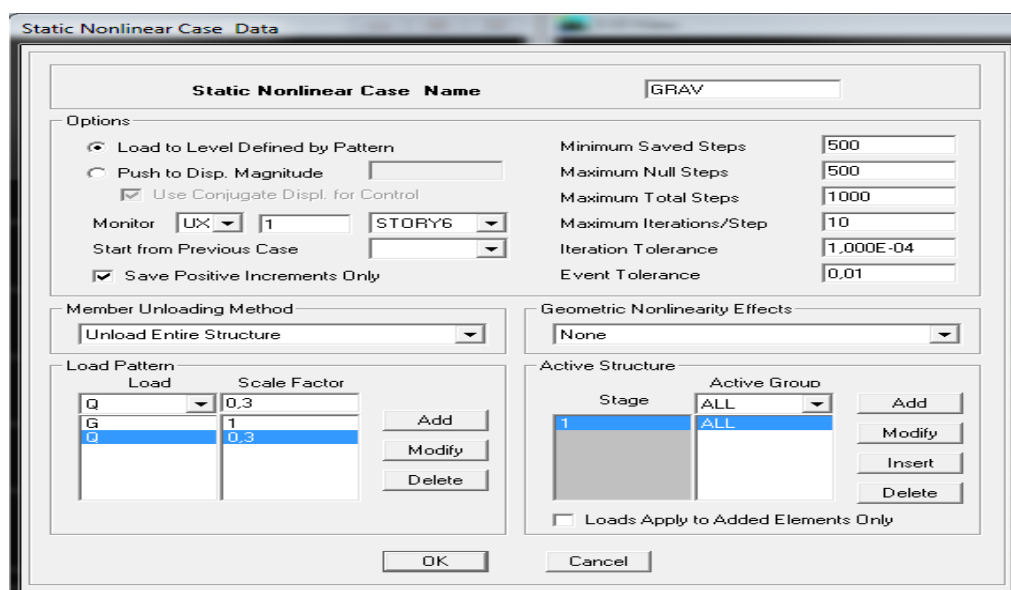 Static Nonlinear Case Data
Static Nonlinear Case Name GRAV
Options
Load to Level Defined by Pattern
Push to Disp. Magnitude
Use Conjugate Displ. for Control
Monitor UX 1 STORY6
Start from Previous Case
Save Positive Increments Only
Minimum Saved Steps 500
Maximum Null Steps 500
Maximum Total Steps 1000
Maximum Iterations/Step 10
Iteration Tolerance 1,000E-04
Event Tolerance 0,01
Member Unloading Method
Unload Entire Structure
Geometric Nonlinearity Effects
None
Load Pattern
Load Scale Factor
Q 0,3
G 1
Q 0,3
Add
Modify
Delete
Active Structure
Active Group
Stage ALL
1 ALL
Add
Modify
Insert
Delete
Loads Apply to Added Elements Only
OK Cancel